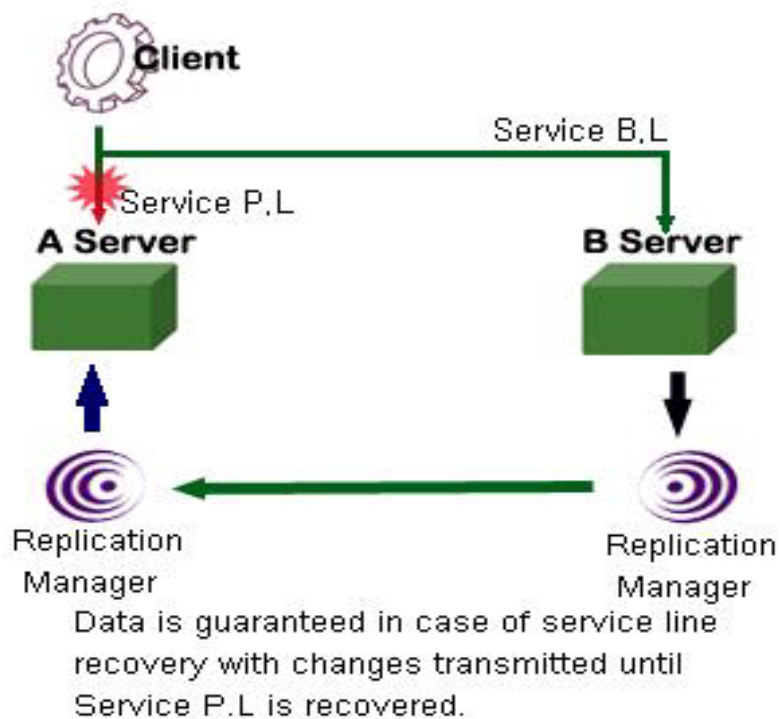 Client
Service B,L
Service P,L
A Server
B Server
Replication
Manager
Replication
Manager
Data is guaranteed in case of service line
recovery with changes transmitted until
Service P.L is recovered.